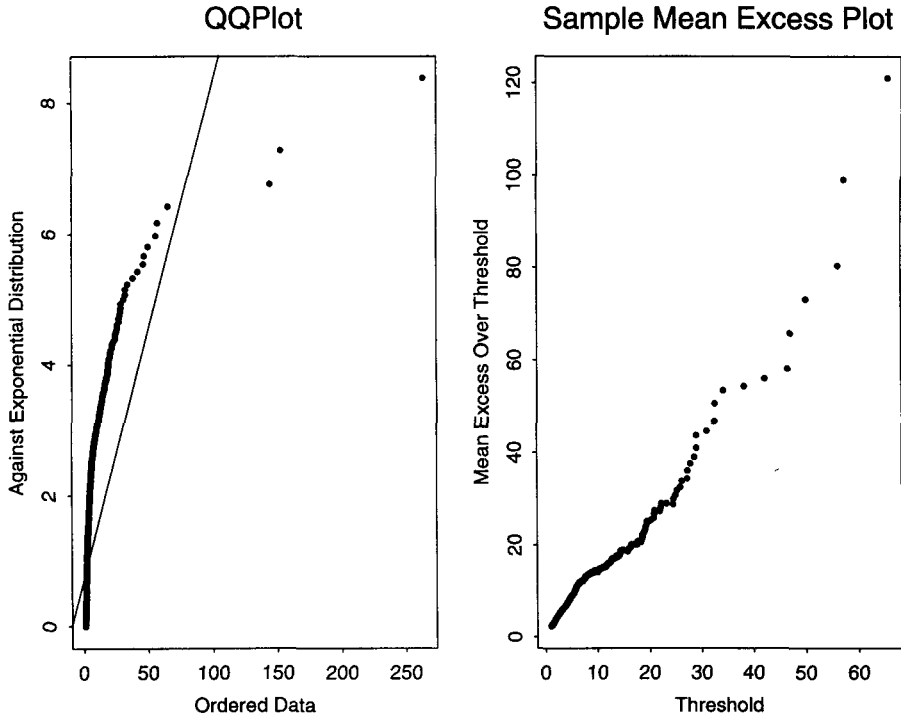 QQPlot
Against Exponential Distribution
8
6
4
2
0
0 50 100 150 200 250
Ordered Data
Sample Mean Excess Plot
Mean Excess Over Threshold
120
100
80
60
40
20
0
0 10 20 30 40 50 60
Threshold